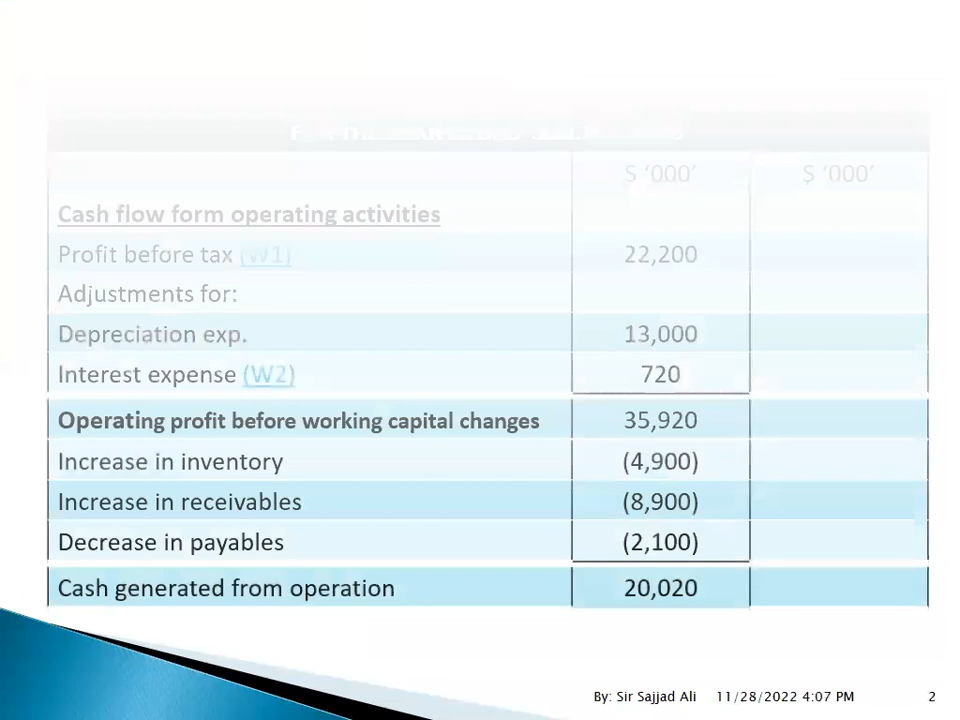 $ ‘000’ $ ‘000’
Cash flow form operating activities
Profit before tax (W1) 22,200
Adjustments for:
Depreciation exp. 13,000
Interest expense (W2) 720
Operating profit before working capital changes 35,920
Increase in inventory (4,900)
Increase in receivables (8,900)
Decrease in payables (2,100)
Cash generated from operation 20,020
By: Sir Sajjad Ali 11/28/2022 4:07 PM 2